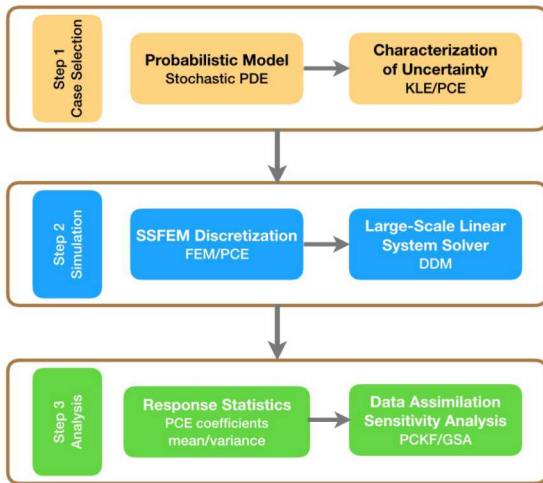 Step 1
Case Selection
Probabilistic Model
Stochastic PDE
Characterization
of Uncertainty
KLE/PCE
Step 2
Simulation
SSFEM Discretization
FEM/PCE
Large-Scale Linear
System Solver
DDM
Step 3
Analysis
Response Statistics
PCE coefficients
mean/variance
Data Assimilation
Sensitivity Analysis
PCKF/GSA